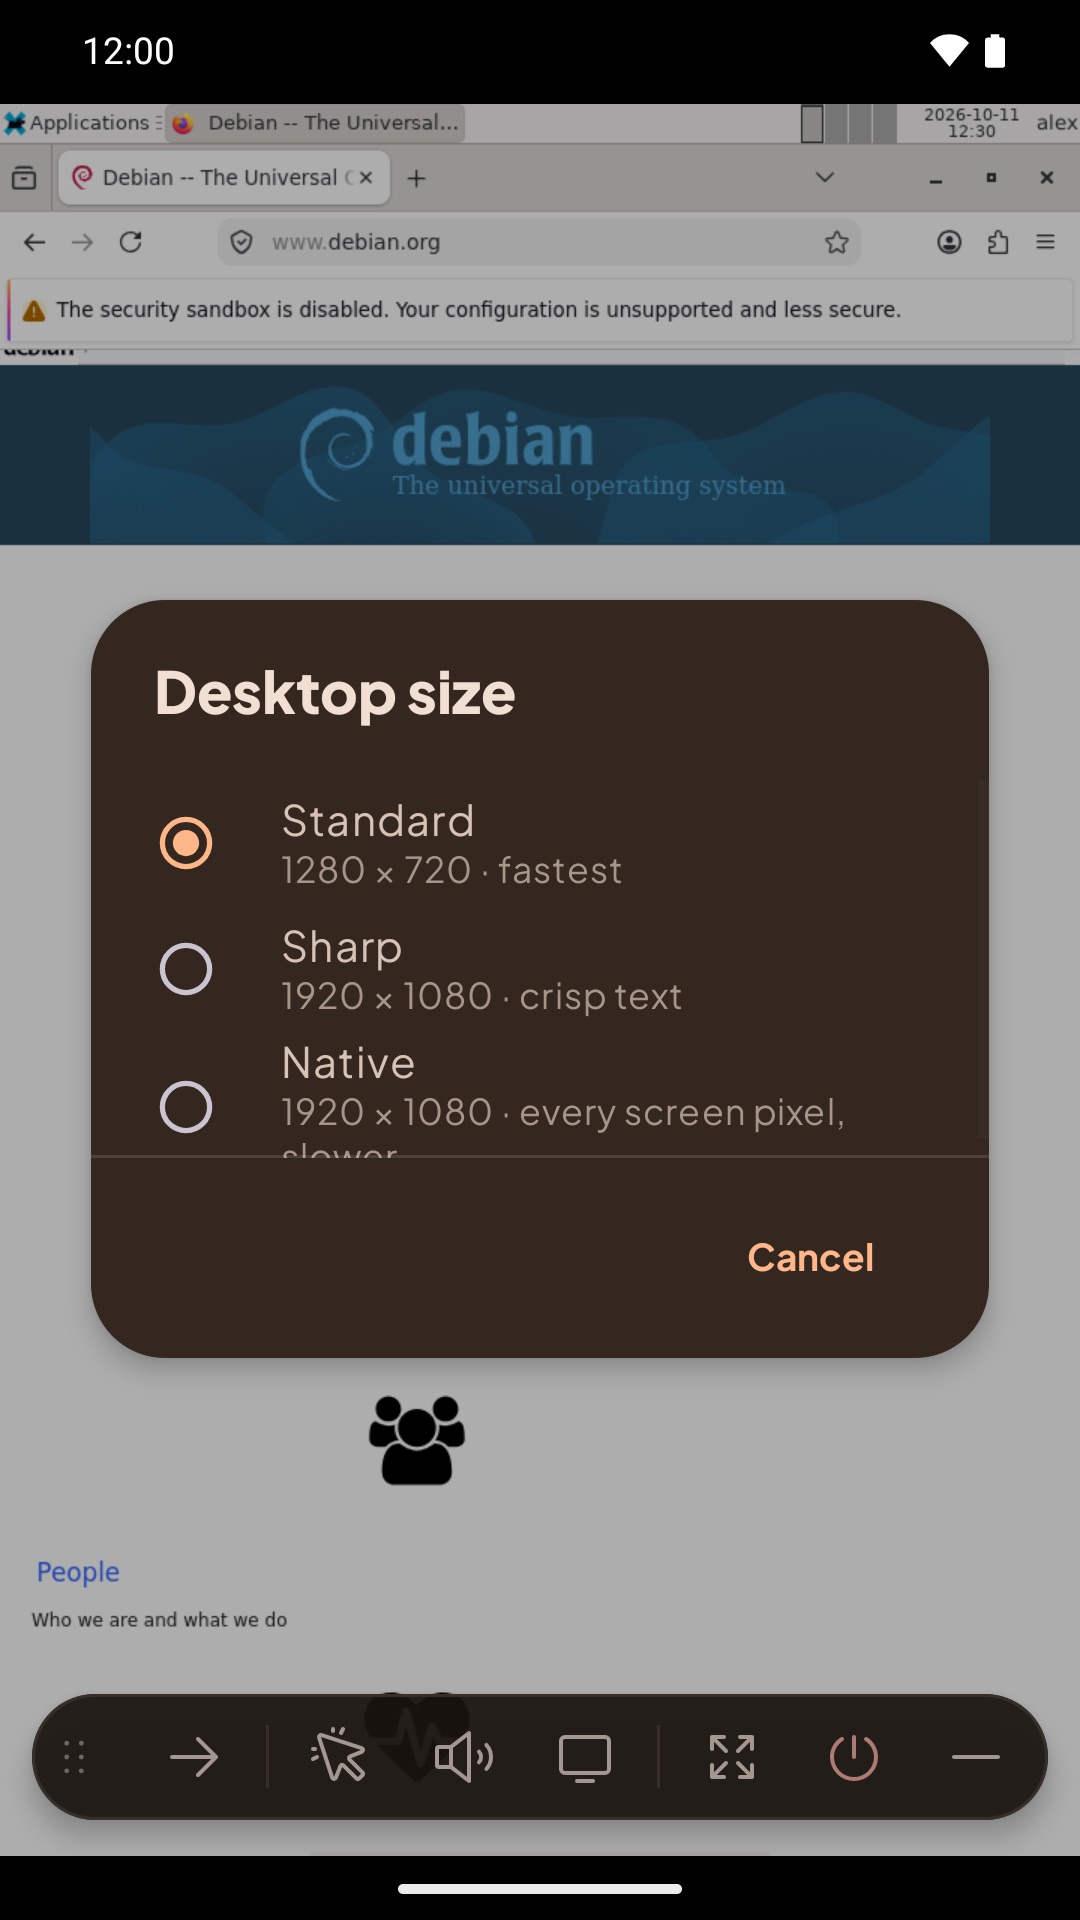 12:00
Applications
Debian -- The Universal...
2026-10-11
12:30
alex
Debian -- The Universal
www.debian.org
The security sandbox is disabled. Your configuration is unsupported and less secure.
debian
The universal operating system
Desktop size
Standard
1280 × 720 · fastest
Sharp
1920 × 1080 · crisp text
Native
1920 × 1080 · every screen pixel,
slower
Cancel
People
Who we are and what we do